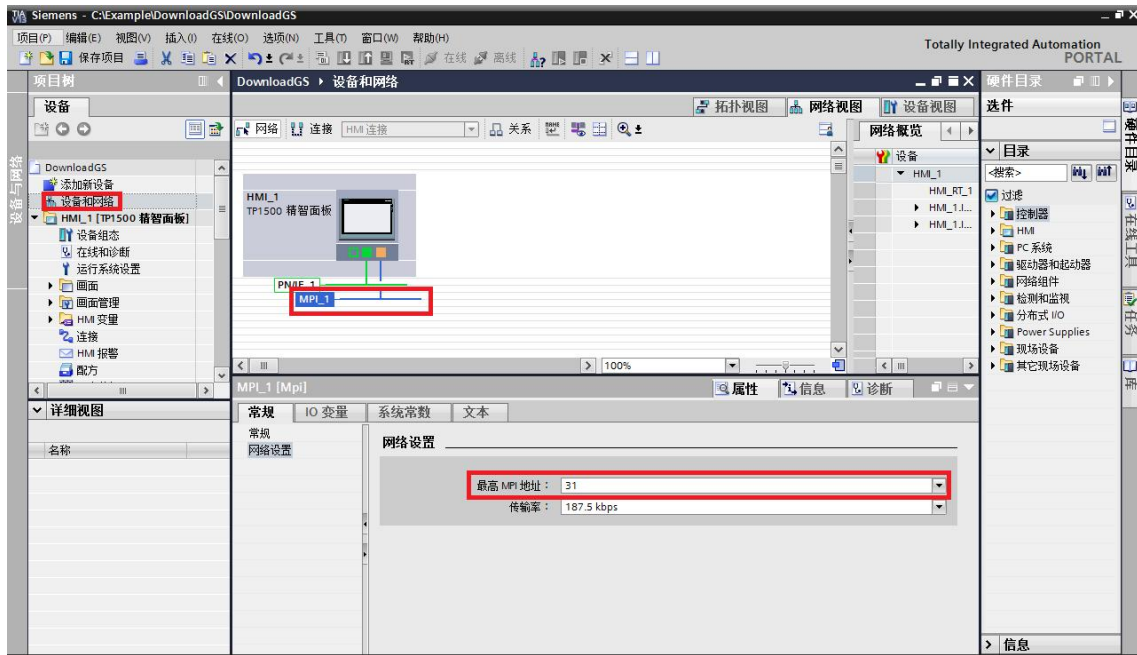 Siemens - C:\Example\DownloadGS\DownloadGS
项目(P) 编辑(E) 视图(V) 插入(I) 在线(O) 选项(N) 工具(T) 窗口(W) 帮助(H)
Totally Integrated Automation
PORTAL
保存项目 在线 离线
项目树
DownloadGS ▸ 设备和网络
硬件目录
设备
拓扑视图 网络视图 设备视图
选件
网络 连接 HMI 连接 关系
网络概览
设备
HMI_1
HMI_RT_1
HMI_1.I...
HMI_1.I...
DownloadGS
添加新设备
设备和网络
HMI_1 [TP1500 精智面板]
设备组态
在线和诊断
运行系统设置
画面
画面管理
HMI 变量
连接
HMI 报警
配方
HMI_1
TP1500 精智面板
PN/IE_1
MPI_1
100%
目录
<搜索>
过滤
控制器
HMI
PC 系统
驱动器和起动器
网络组件
检测和监视
分布式 I/O
Power Supplies
现场设备
其它现场设备
信息
设备与网络
硬件目录
在线工具
任务
库
详细视图
名称
MPI_1 [Mpi]
属性 信息 诊断
常规 IO 变量 系统常数 文本
常规
网络设置
网络设置
最高 MPI 地址： 31
传输率： 187.5 kbps